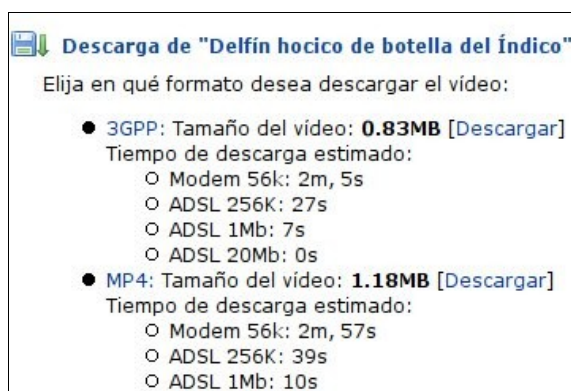 Descarga de "Delfín hocico de botella del Índico"
Elija en qué formato desea descargar el vídeo:
● 3GPP: Tamaño del vídeo: 0.83MB [Descargar]
Tiempo de descarga estimado:
○ Modem 56k: 2m, 5s
○ ADSL 256K: 27s
○ ADSL 1Mb: 7s
○ ADSL 20Mb: 0s
● MP4: Tamaño del vídeo: 1.18MB [Descargar]
Tiempo de descarga estimado:
○ Modem 56k: 2m, 57s
○ ADSL 256K: 39s
○ ADSL 1Mb: 10s